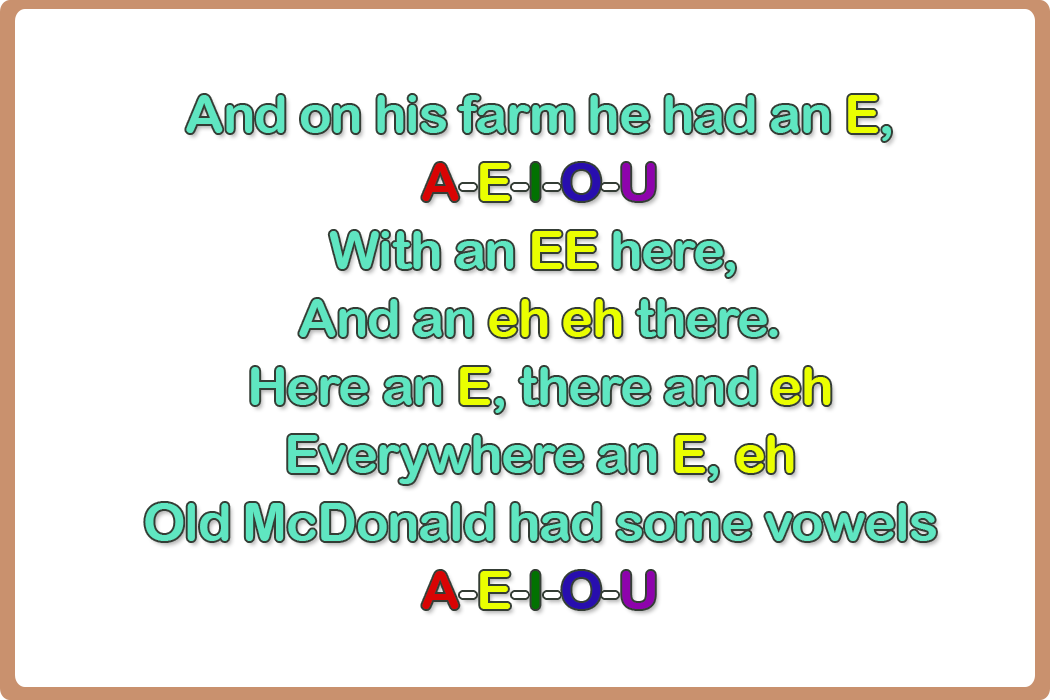 And on his farm he had an E,
A-E-I-O-U
With an EE here,
And an eh eh there.
Here an E, there and eh
Everywhere an E, eh
Old McDonald had some vowels
A-E-I-O-U